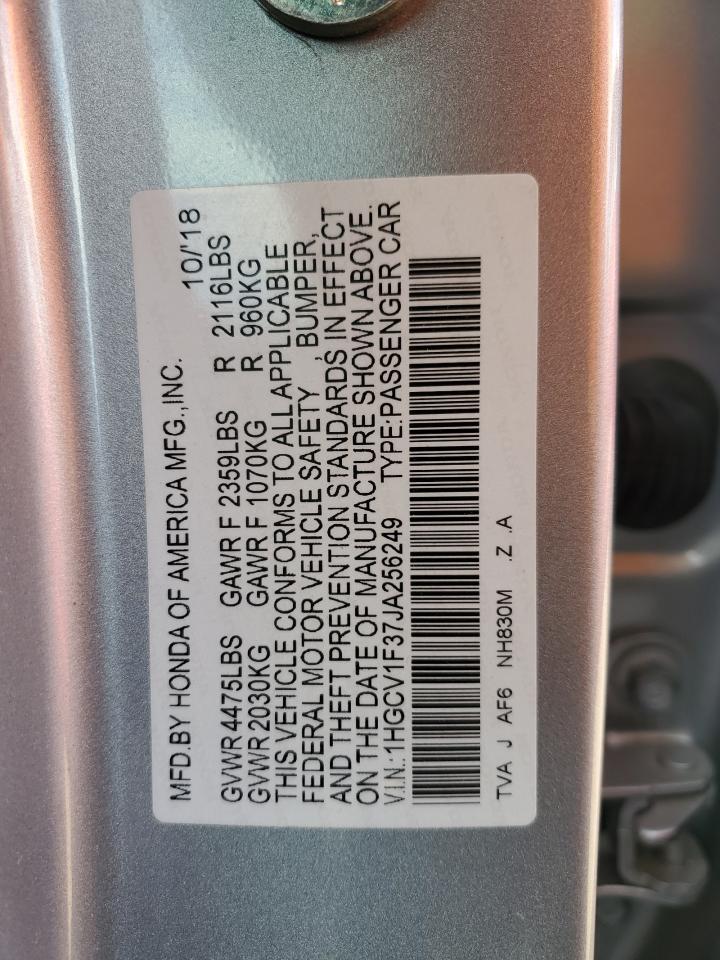 MFD.BY HONDA OF AMERICA MFG.,INC. 10/'18
GVWR 4475LBS GAWR F 2359LBS R 2116LBS
GVWR 2030KG GAWR F 1070KG R 960KG
THIS VEHICLE CONFORMS TO ALL APPLICABLE
FEDERAL MOTOR VEHICLE SAFETY , BUMPER,
AND THEFT PREVENTION STANDARDS IN EFFECT
ON THE DATE OF MANUFACTURE SHOWN ABOVE.
V.I.N.:1HGCV1F37JA256249 TYPE:PASSENGER CAR
TVA J AF6 NH830M .Z .A